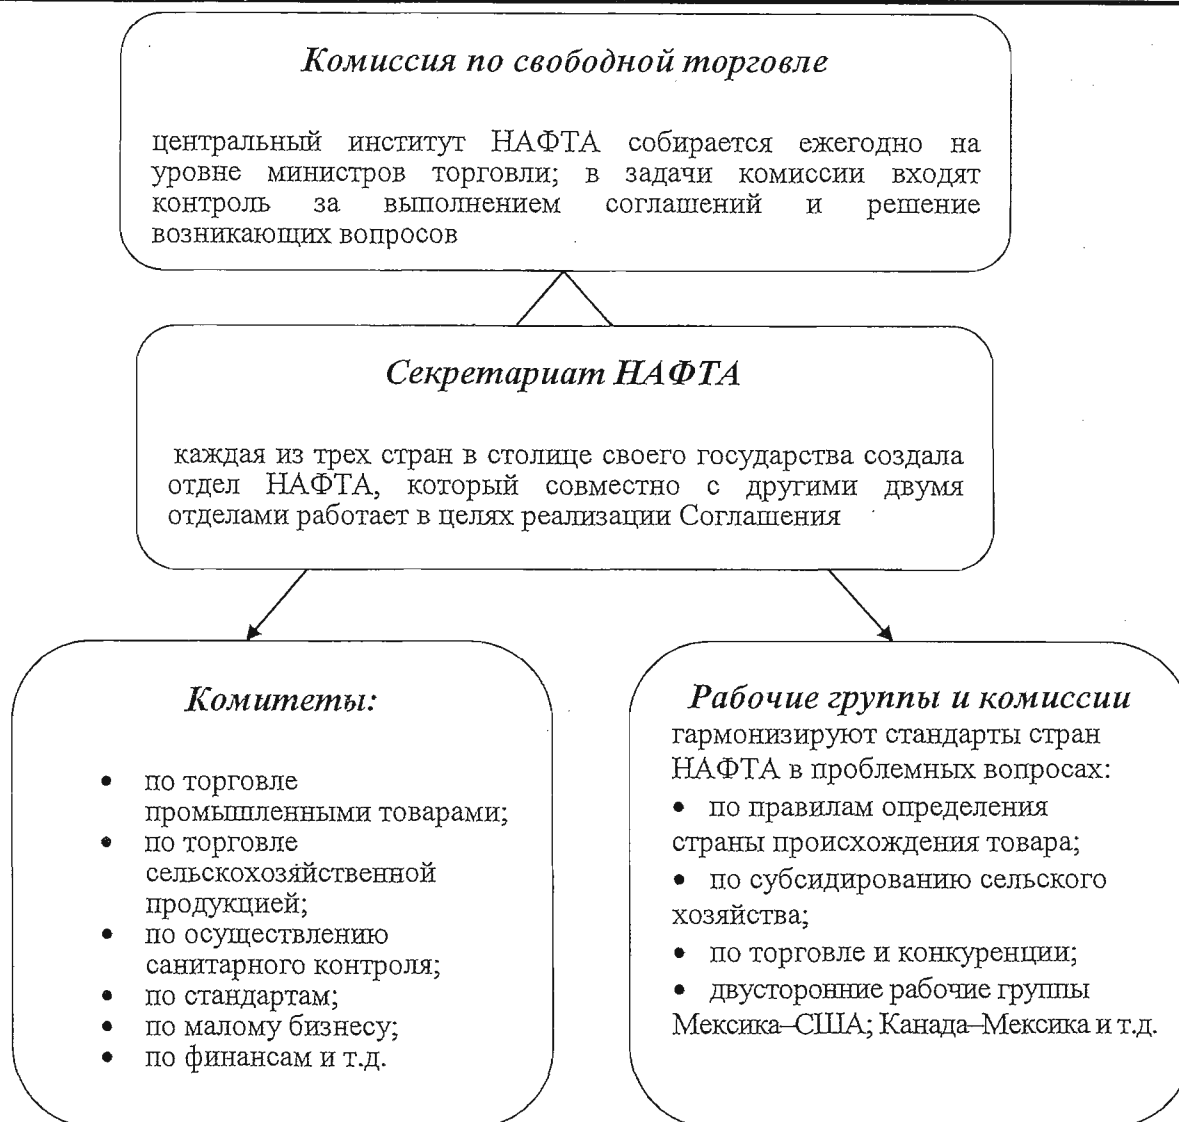 Комиссия по свободной торговле
центральный институт НАФТА собирается ежегодно на
уровне министров торговли; в задачи комиссии входят
контроль за выполнением соглашений и решение
возникающих вопросов
Секретариат НАФТА
каждая из трех стран в столице своего государства создала
отдел НАФТА, который совместно с другими двумя
отделами работает в целях реализации Соглашения
Комитеты:
• по торговле
промышленными товарами;
• по торговле
сельскохозяйственной
продукцией;
• по осуществлению
санитарного контроля;
• по стандартам;
• по малому бизнесу;
• по финансам и т.д.
Рабочие группы и комиссии
гармонизируют стандарты стран
НАФТА в проблемных вопросах:
• по правилам определения
страны происхождения товара;
• по субсидированию сельского
хозяйства;
• по торговле и конкуренции;
• двусторонние рабочие группы
Мексика–США; Канада–Мексика и т.д.